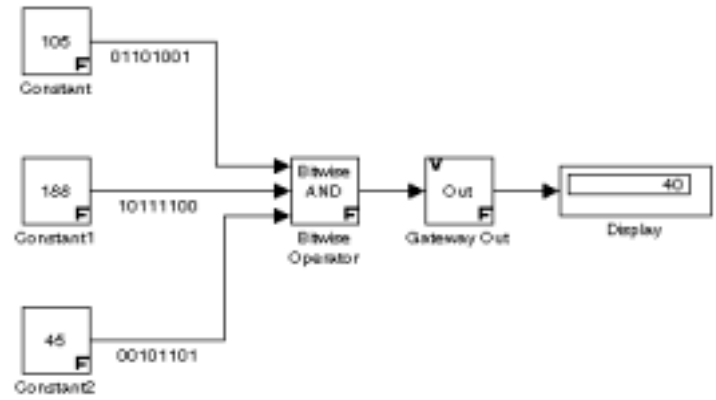 105
F
01101001
Constant
188
F
10111100
Constant1
Bitwise
AND
F
Bitwise
Operator
V
Out
F
Gateway Out
40
Display
45
F
00101101
Constant2